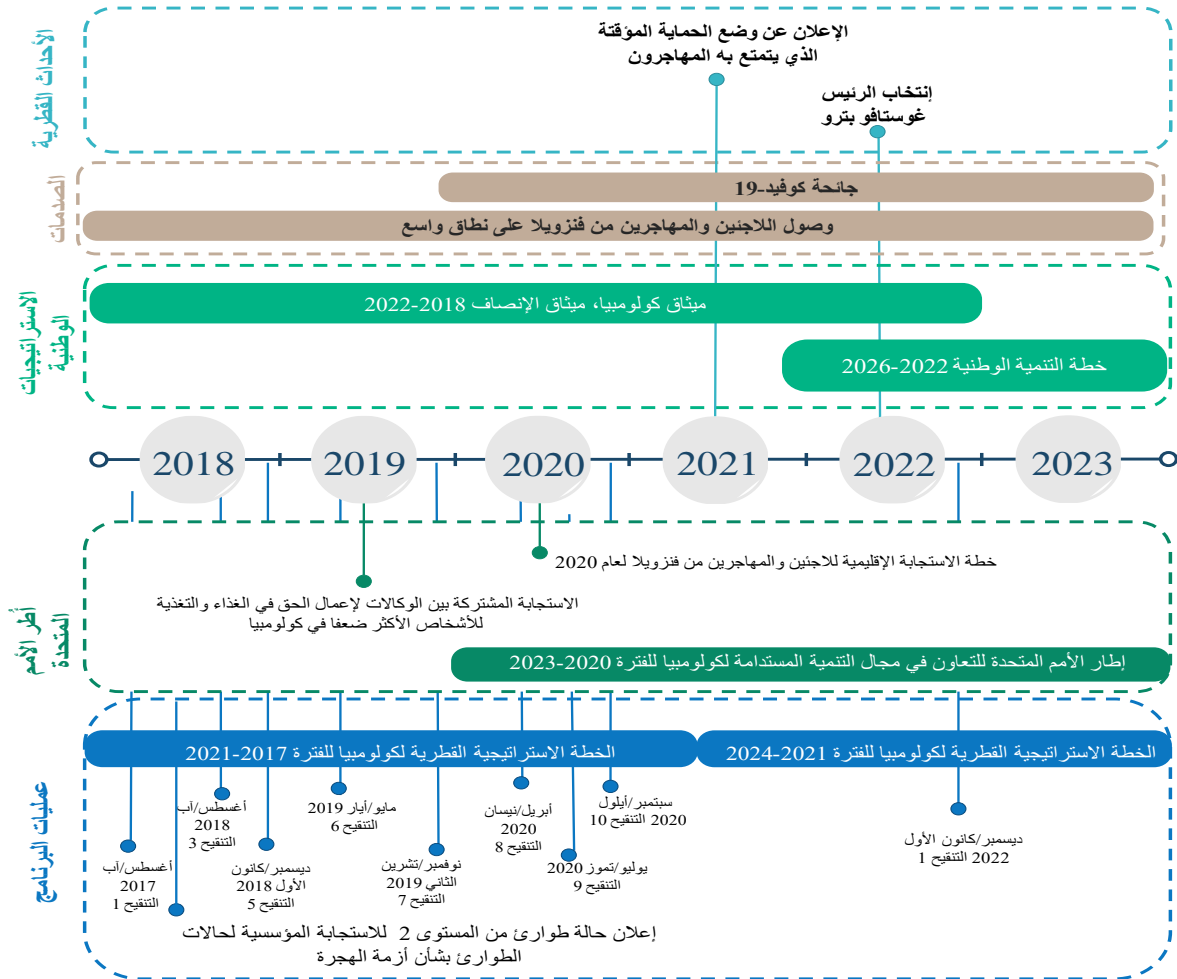 الأحداث القطرية
الإعلان عن وضع الحماية المؤقتة
الذي يتمتع به المهاجرون
إنتخاب الرئيس
غوستافو بترو
الصدمات
جائحة كوفيد-19
وصول اللاجئين والمهاجرين من فنزويلا على نطاق واسع
الاستراتيجيات
الوطنية
ميثاق كولومبيا، ميثاق الإنصاف 2018-2022
خطة التنمية الوطنية 2022-2026
2018
2019
2020
2021
2022
2023
أُطر الأمم
المتحدة
خطة الاستجابة الإقليمية للاجئين والمهاجرين من فنزويلا لعام 2020
الاستجابة المشتركة بين الوكالات لإعمال الحق في الغذاء والتغذية
للأشخاص الأكثر ضعفا في كولومبيا
إطار الأمم المتحدة للتعاون في مجال التنمية المستدامة لكولومبيا للفترة 2020-2023
عمليات البرنامج
الخطة الاستراتيجية القطرية لكولومبيا للفترة 2017-2021
الخطة الاستراتيجية القطرية لكولومبيا للفترة 2021-2024
أغسطس/آب
2017
التنقيح 1
أغسطس/آب
2018
التنقيح 3
ديسمبر/كانون
الأول 2018
التنقيح 5
مايو/أيار 2019
التنقيح 6
نوفمبر/تشرين
الثاني 2019
التنقيح 7
أبريل/نيسان
2020
التنقيح 8
يوليو/تموز 2020
التنقيح 9
سبتمبر/أيلول
2020 التنقيح 10
ديسمبر/كانون الأول
2022 التنقيح 1
إعلان حالة طوارئ من المستوى 2 للاستجابة المؤسسية لحالات
الطوارئ بشأن أزمة الهجرة